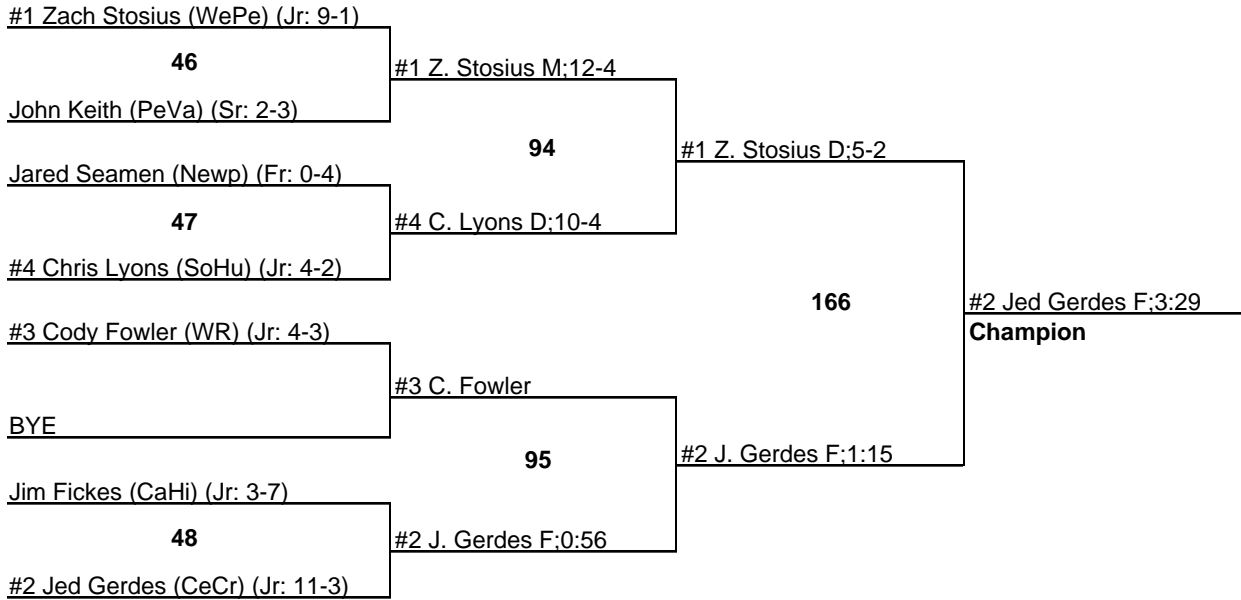 #1 Zach Stosius (WePe) (Jr: 9-1)
46
John Keith (PeVa) (Sr: 2-3)
Jared Seamen (Newp) (Fr: 0-4)
47
#4 Chris Lyons (SoHu) (Jr: 4-2)
#3 Cody Fowler (WR) (Jr: 4-3)
BYE
Jim Fickes (CaHi) (Jr: 3-7)
48
#2 Jed Gerdes (CeCr) (Jr: 11-3)
#1 Z. Stosius M;12-4
94
#4 C. Lyons D;10-4
#3 C. Fowler
95
#2 J. Gerdes F;0:56
#1 Z. Stosius D;5-2
166
#2 J. Gerdes F;1:15
#2 Jed Gerdes F;3:29
Champion